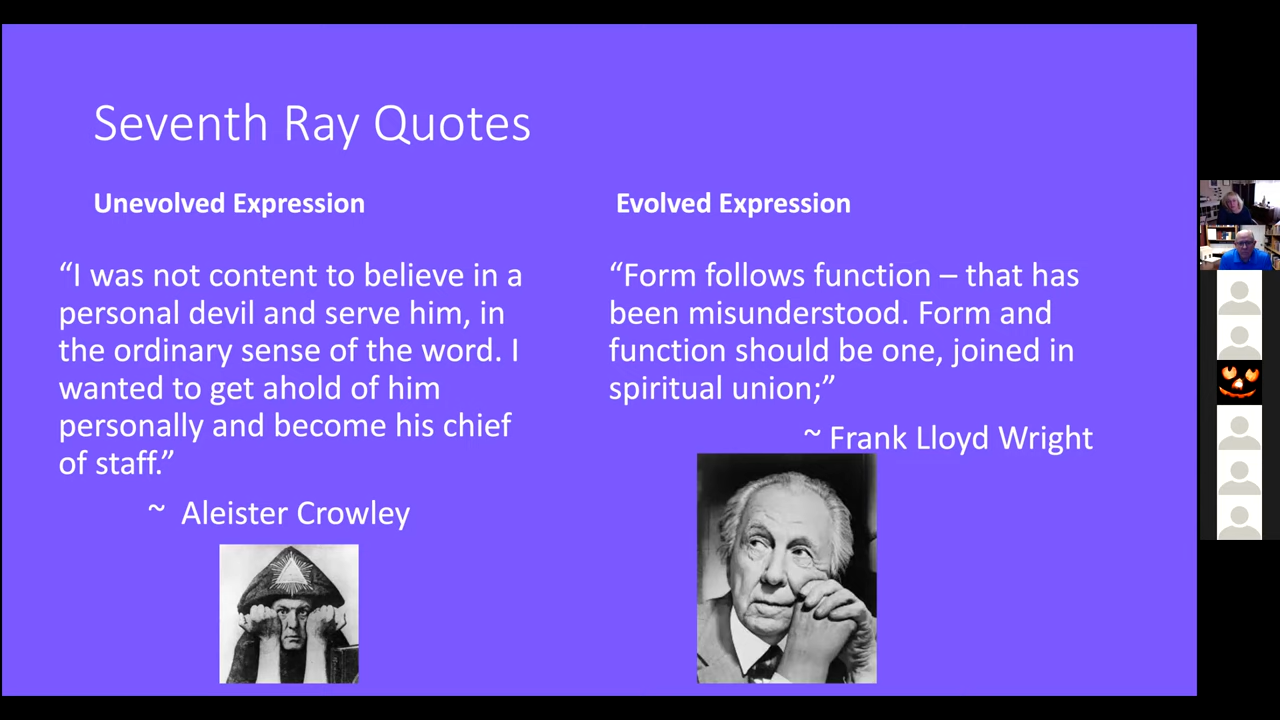 Seventh Ray Quotes
Unevolved Expression
“I was not content to believe in a
personal devil and serve him, in
the ordinary sense of the word. I
wanted to get ahold of him
personally and become his chief
of staff.”
~ Aleister Crowley
Evolved Expression
“Form follows function – that has
been misunderstood. Form and
function should be one, joined in
spiritual union;”
~ Frank Lloyd Wright